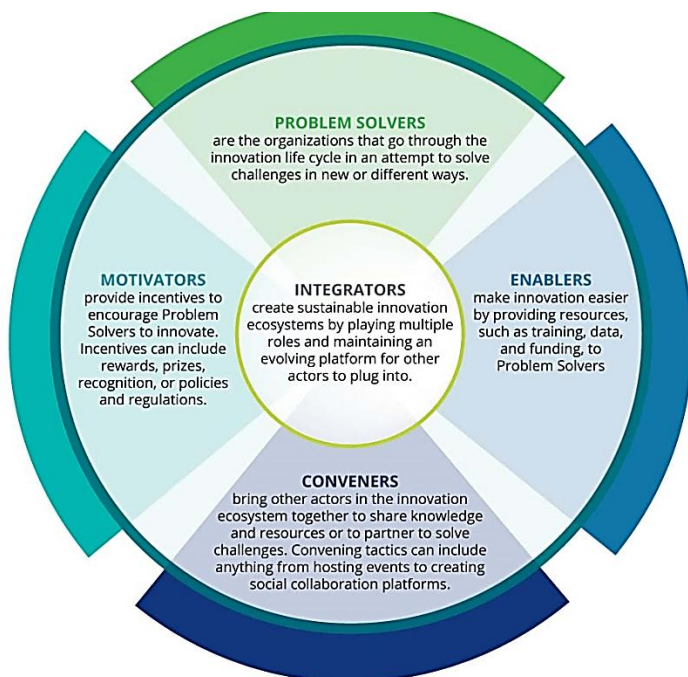 PROBLEM SOLVERS
are the organizations that go through the
innovation life cycle in an attempt to solve
challenges in new or different ways.
MOTIVATORS
provide incentives to
encourage Problem
Solvers to innovate.
Incentives can include
rewards, prizes,
recognition, or policies
and regulations.
INTEGRATORS
create sustainable innovation
ecosystems by playing multiple
roles and maintaining an
evolving platform for other
actors to plug into.
ENABLERS
make innovation easier
by providing resources,
such as training, data,
and funding, to
Problem Solvers
CONVENERS
bring other actors in the innovation
ecosystem together to share knowledge
and resources or to partner to solve
challenges. Convening tactics can include
anything from hosting events to creating
social collaboration platforms.